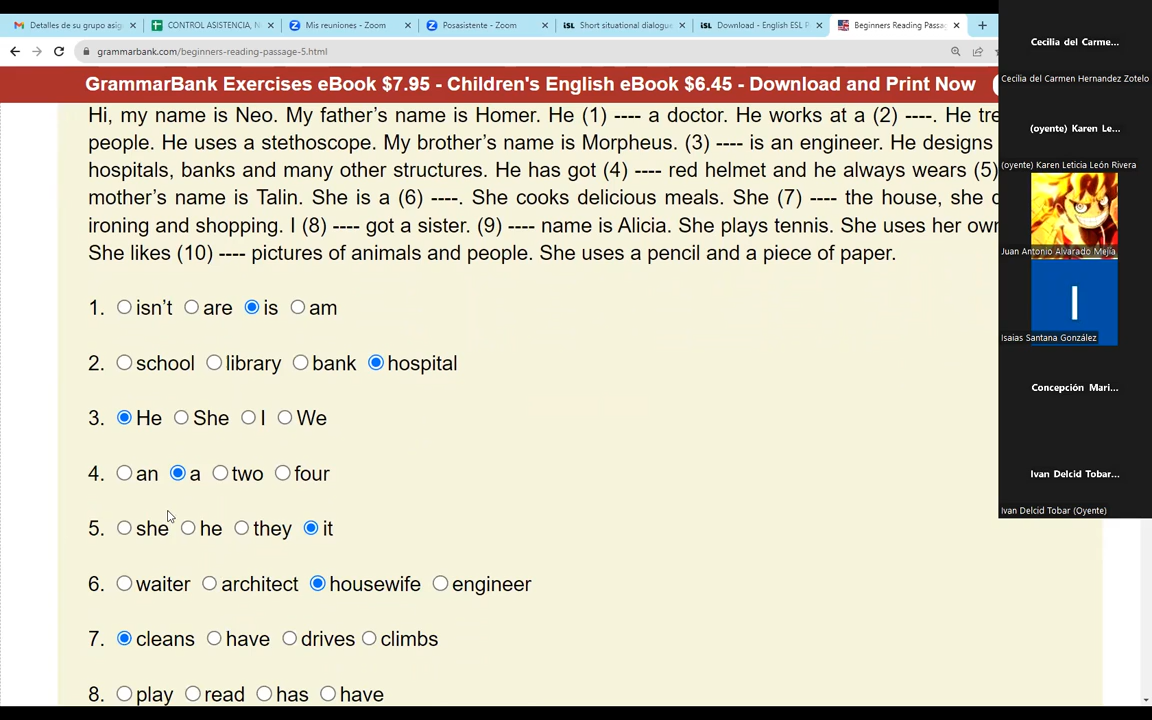 Detalles de su grupo asig
CONTROL ASISTENCIA, N
Mis reuniones - Zoom
Posasistente - Zoom
iSL Short situational dialogue
iSL Download - English ESL P
Beginners Reading Passa
grammarbank.com/beginners-reading-passage-5.html
GrammarBank Exercises eBook $7.95 - Children's English eBook $6.45 - Download and Print Now
Hi, my name is Neo. My father's name is Homer. He (1) ---- a doctor. He works at a (2) ----. He tre
people. He uses a stethoscope. My brother's name is Morpheus. (3) ---- is an engineer. He designs
hospitals, banks and many other structures. He has got (4) ---- red helmet and he always wears (5)
mother's name is Talin. She is a (6) ----. She cooks delicious meals. She (7) ---- the house, she d
ironing and shopping. I (8) ---- got a sister. (9) ---- name is Alicia. She plays tennis. She uses her own
She likes (10) ---- pictures of animals and people. She uses a pencil and a piece of paper.
1. isn't are is am
2. school library bank hospital
3. He She I We
4. an a two four
5. she he they it
6. waiter architect housewife engineer
7. cleans have drives climbs
8. play read has have
Cecilia del Carme...
Cecilia del Carmen Hernandez Zotelo
(oyente) Karen Le...
(oyente) Karen Leticia León Rivera
Juan Antonio Alvarado Mejía
I
Isaias Santana González
Concepción Mari...
Ivan Delcid Tobar...
Ivan Delcid Tobar (Oyente)